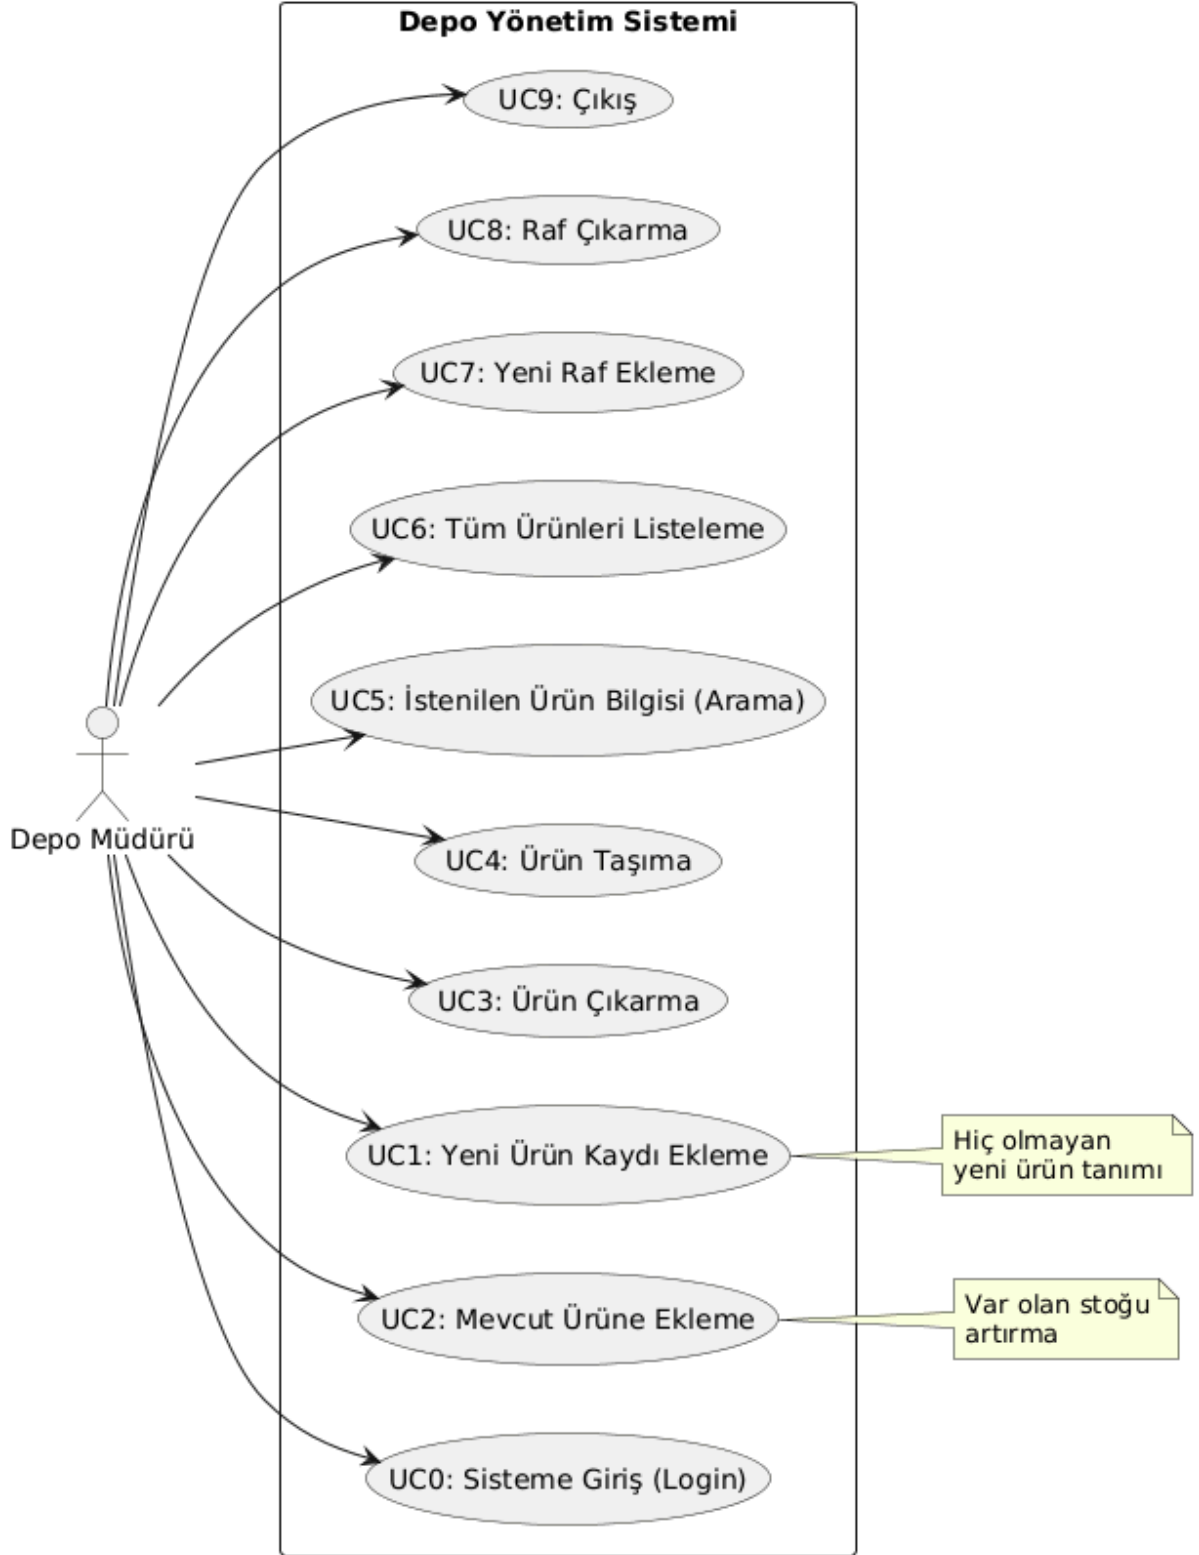 Depo Yönetim Sistemi
UC9: Çıkış
UC8: Raf Çıkarma
UC7: Yeni Raf Ekleme
UC6: Tüm Ürünleri Listeleme
UC5: İstenilen Ürün Bilgisi (Arama)
Depo Müdürü
UC4: Ürün Taşıma
UC3: Ürün Çıkarma
UC1: Yeni Ürün Kaydı Ekleme
Hiç olmayan
yeni ürün tanımı
UC2: Mevcut Ürüne Ekleme
Var olan stoğu
artırma
UC0: Sisteme Giriş (Login)